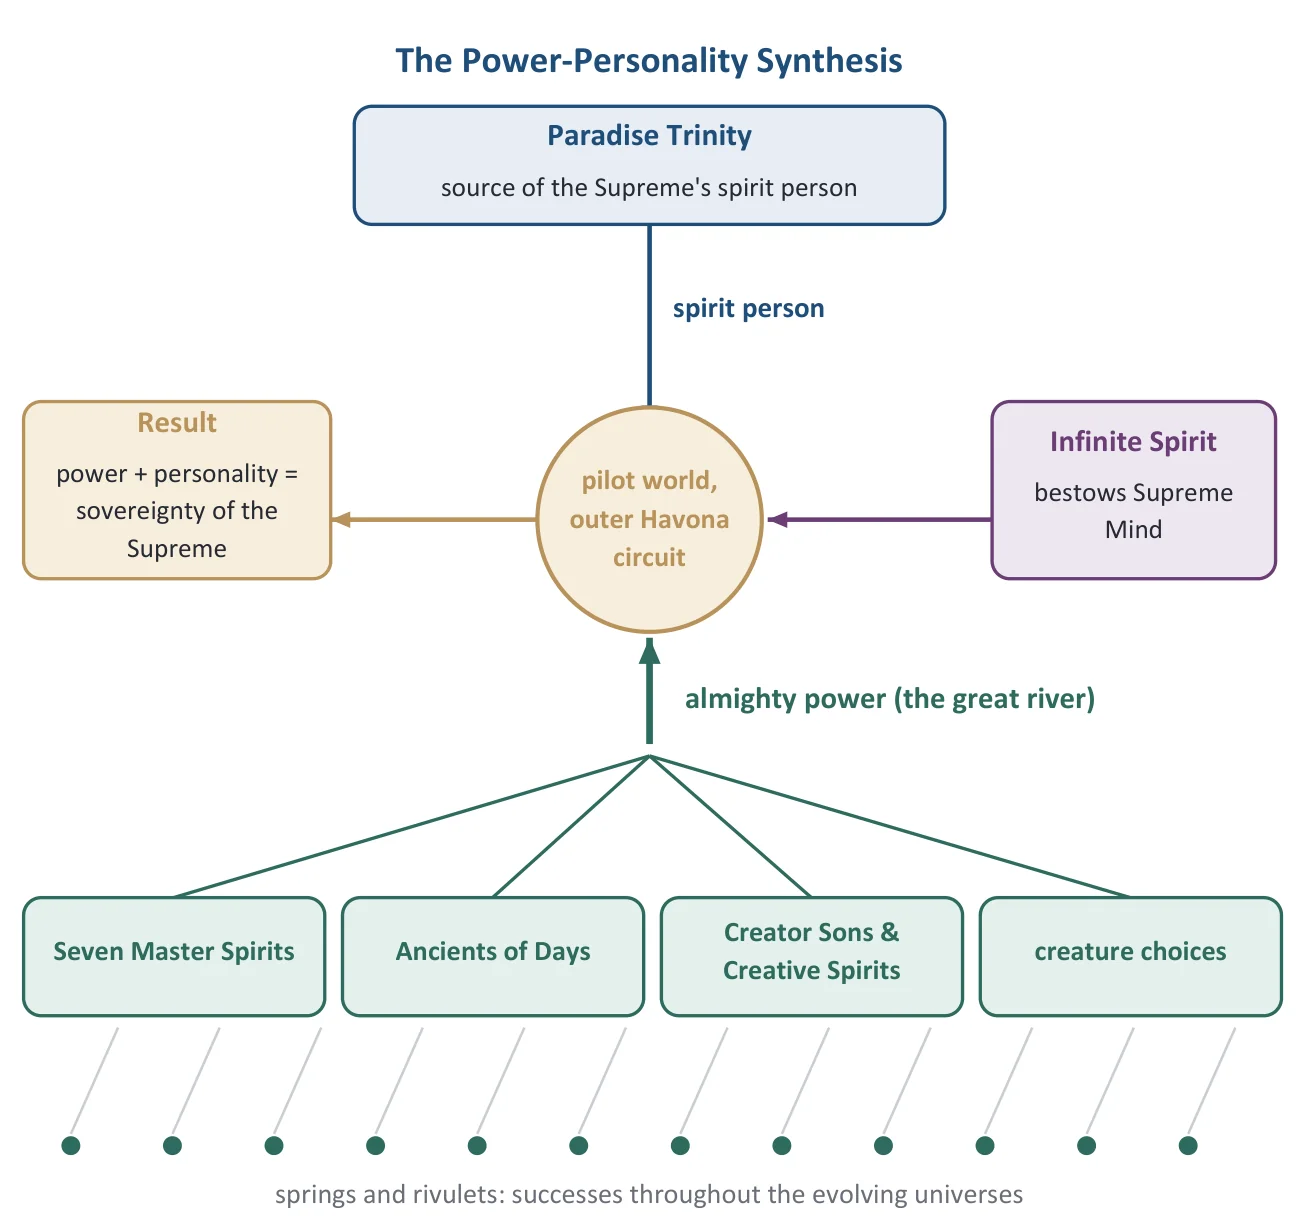 The Power-Personality Synthesis
Paradise Trinity
source of the Supreme's spirit person
spirit person
Result
power + personality =
sovereignty of the
Supreme
pilot world,
outer Havona
circuit
Infinite Spirit
bestows Supreme
Mind
almighty power (the great river)
Seven Master Spirits
Ancients of Days
Creator Sons &
Creative Spirits
creature choices
springs and rivulets: successes throughout the evolving universes